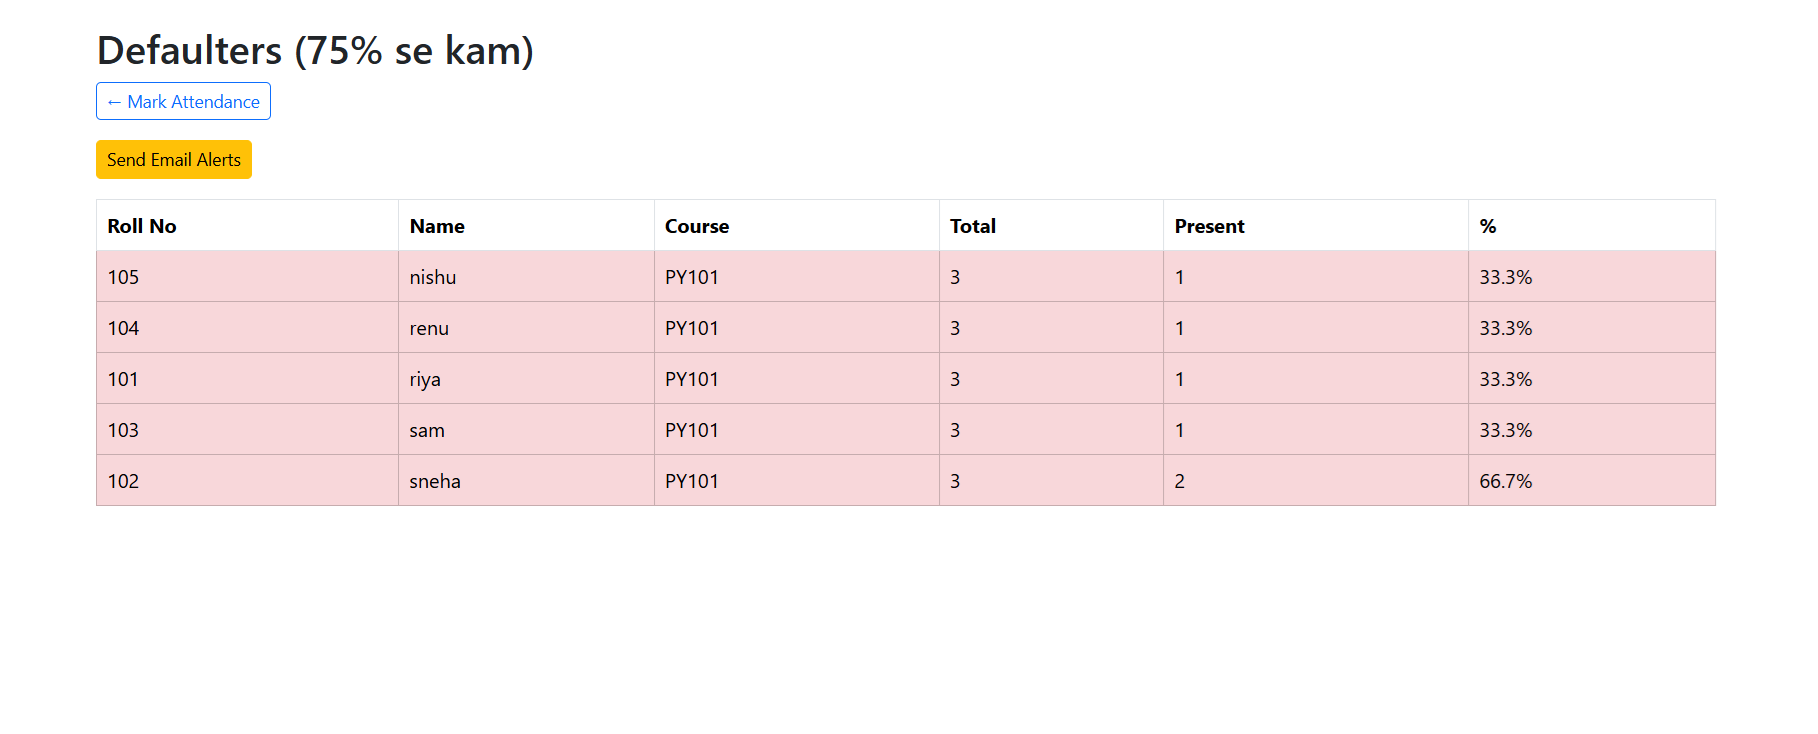 Defaulters (75% se kam)
← Mark Attendance
Send Email Alerts
Roll No Name Course Total Present %
105 nishu PY101 3 1 33.3%
104 renu PY101 3 1 33.3%
101 riya PY101 3 1 33.3%
103 sam PY101 3 1 33.3%
102 sneha PY101 3 2 66.7%